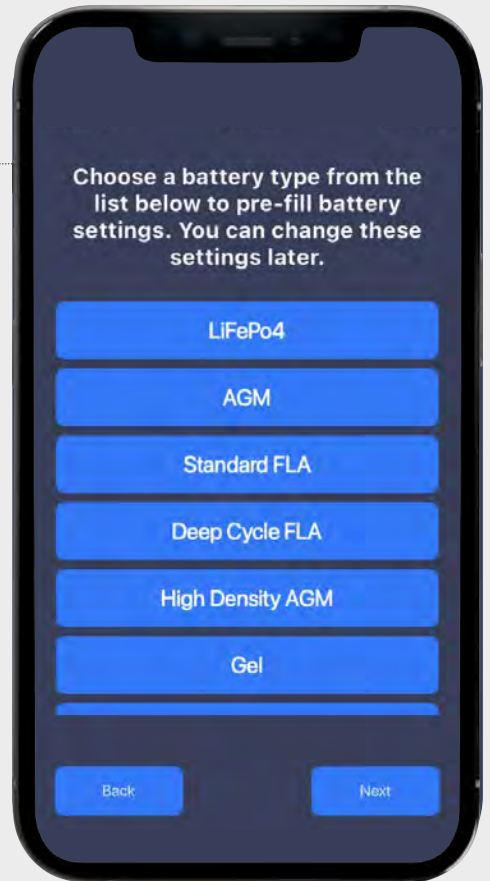 Choose a battery type from the
list below to pre-fill battery
settings. You can change these
settings later.
LiFePo4
AGM
Standard FLA
Deep Cycle FLA
High Density AGM
Gel
Back
Next